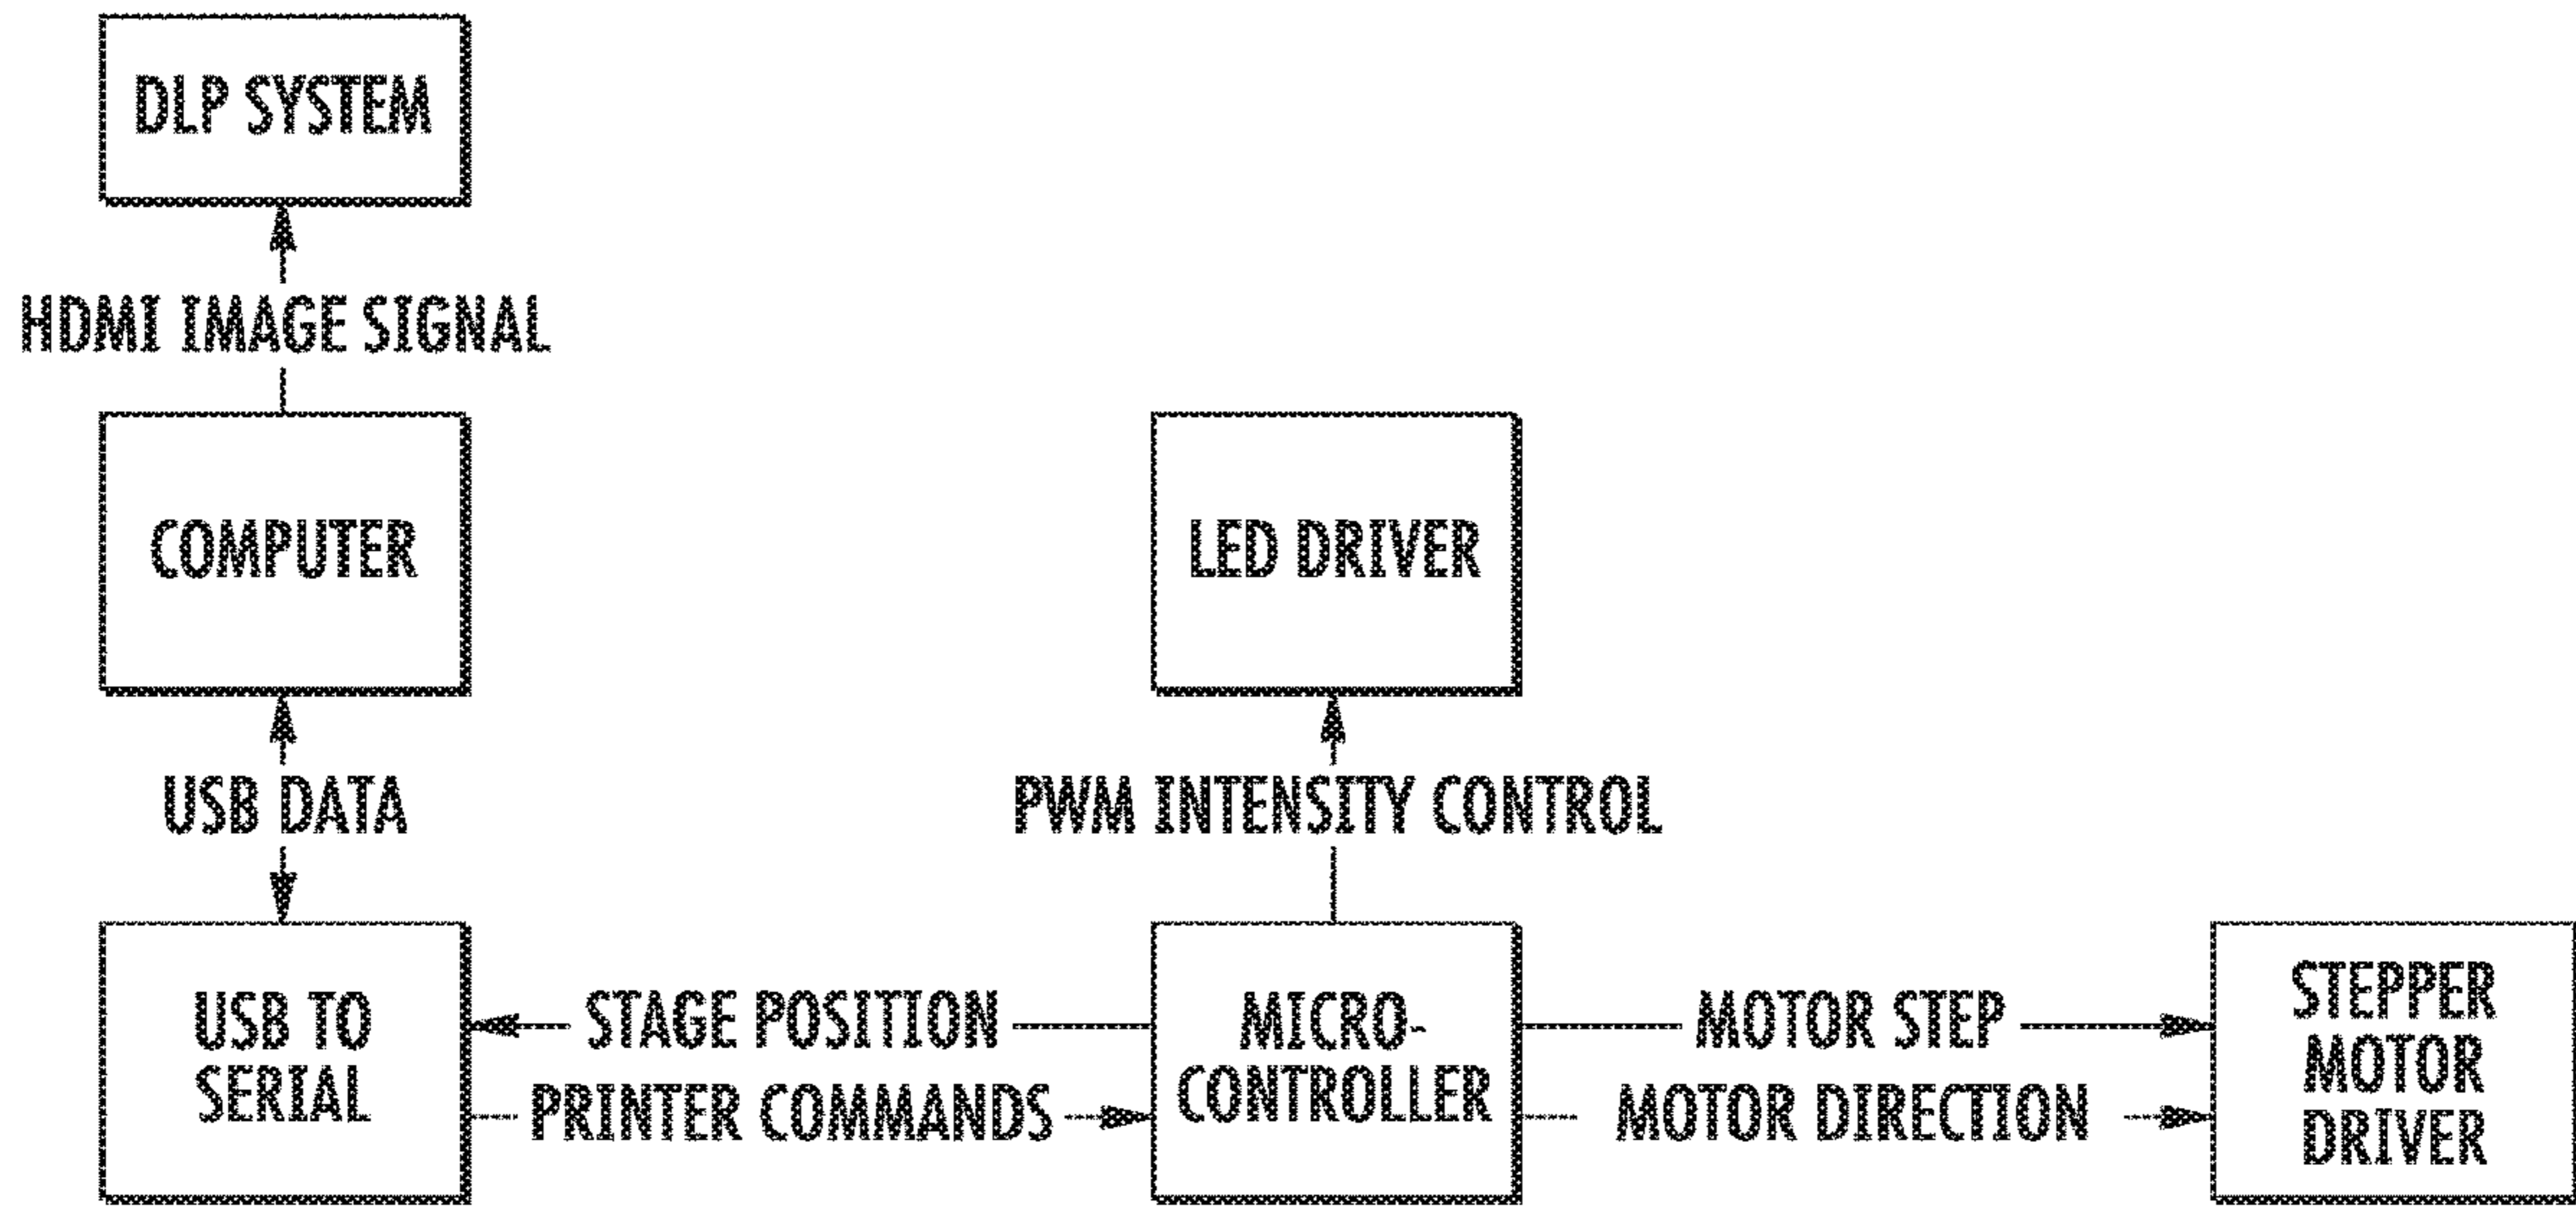 DLP SYSTEM
HDMI IMAGE SIGNAL
COMPUTER
LED DRIVER
USB DATA
PWM INTENSITY CONTROL
USB TO
SERIAL
STAGE POSITION
PRINTER COMMANDS
MICRO-
CONTROLLER
MOTOR STEP
MOTOR DIRECTION
STEPPER
MOTOR
DRIVER